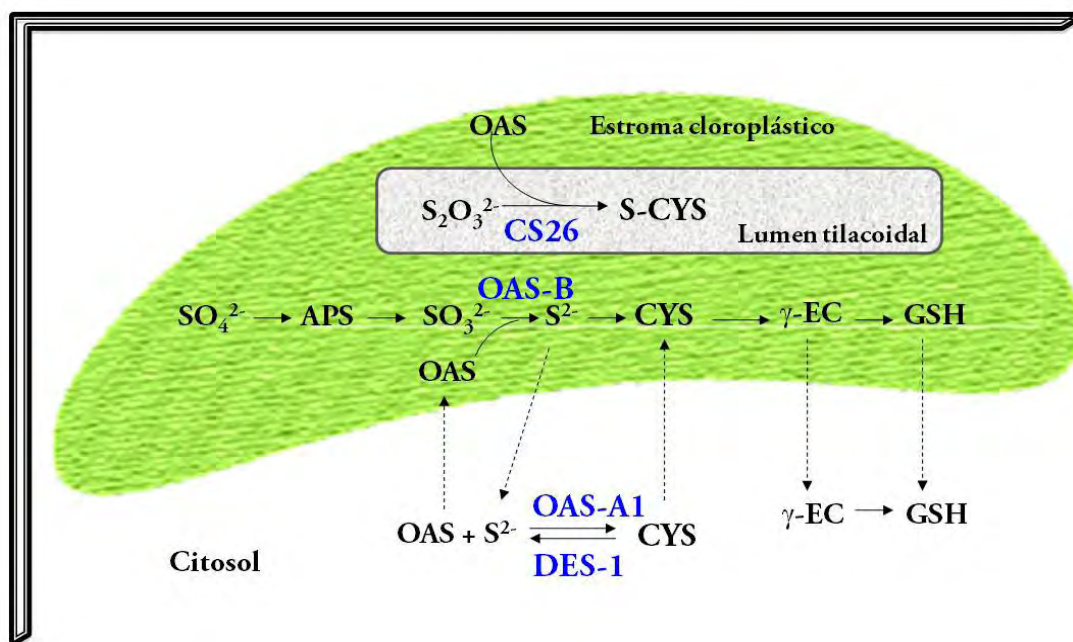 OAS Estroma cloroplástico
S₂O₃²⁻ S-CYS
CS26 Lumen tilacoidal
OAS-B
SO₄²⁻ APS SO₃²⁻ S²⁻ CYS γ-EC GSH
OAS
OAS-A1
OAS + S²⁻ CYS γ-EC GSH
DES-1
Citosol